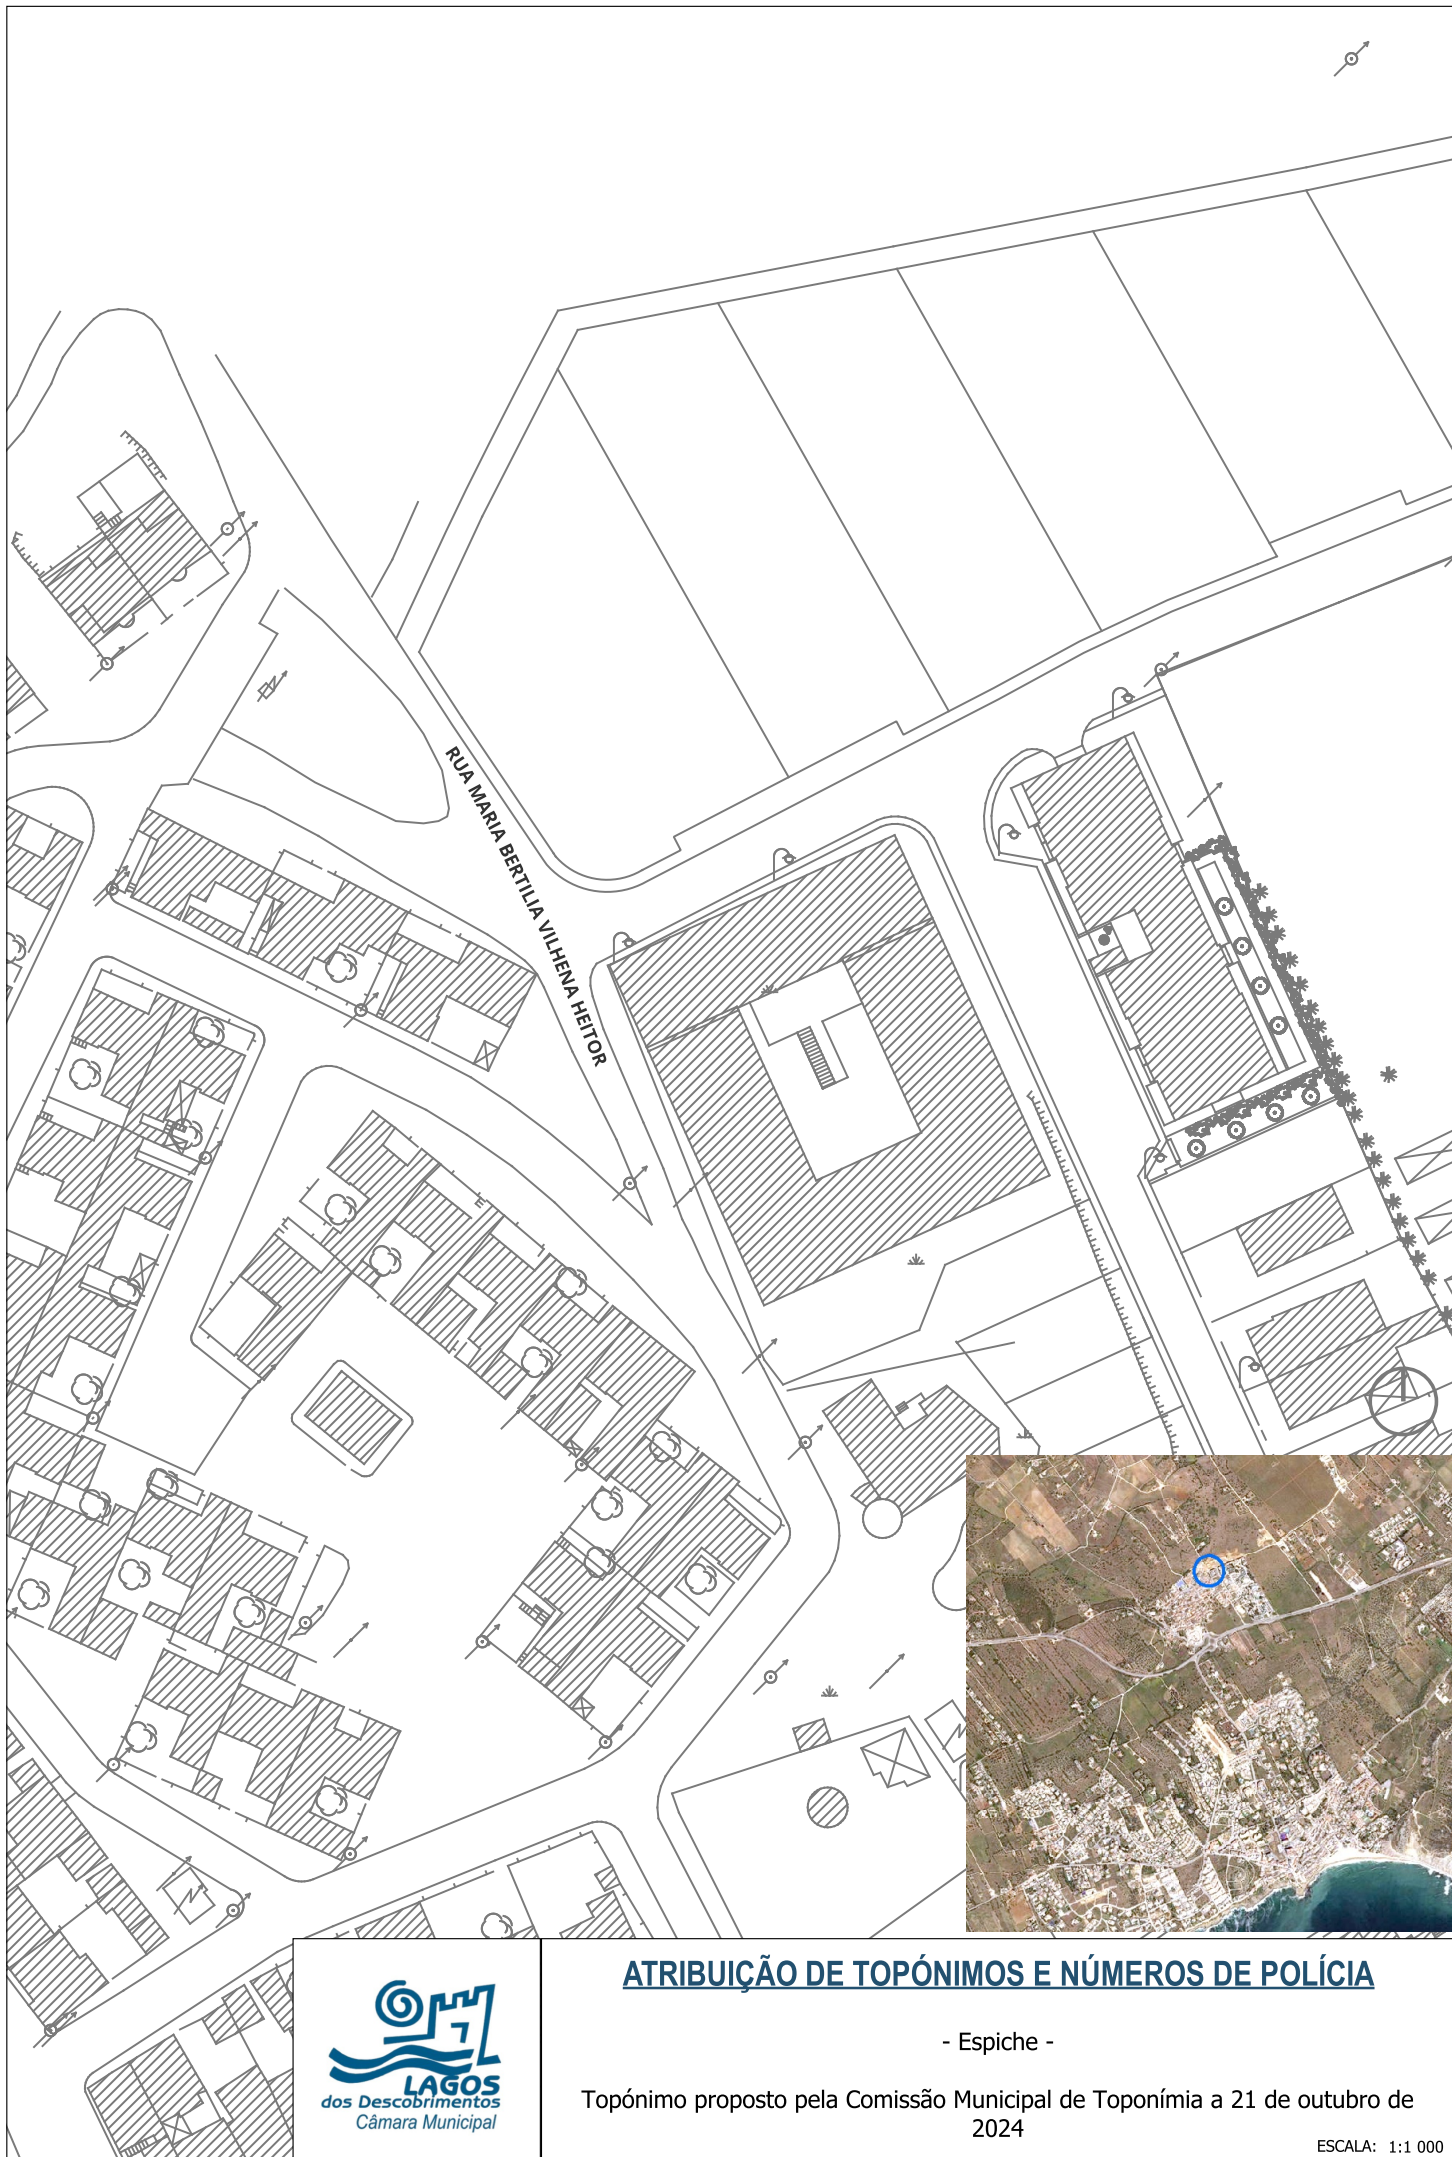 RUA MARIA BERTILIA VILHENA HEITOR
ATRIBUIÇÃO DE TOPÓNIMOS E NÚMEROS DE POLÍCIA
- Espiche -
Topónimo proposto pela Comissão Municipal de Toponímia a 21 de outubro de
2024
ESCALA: 1:1 000
LAGOS
dos Descobrimentos
Câmara Municipal